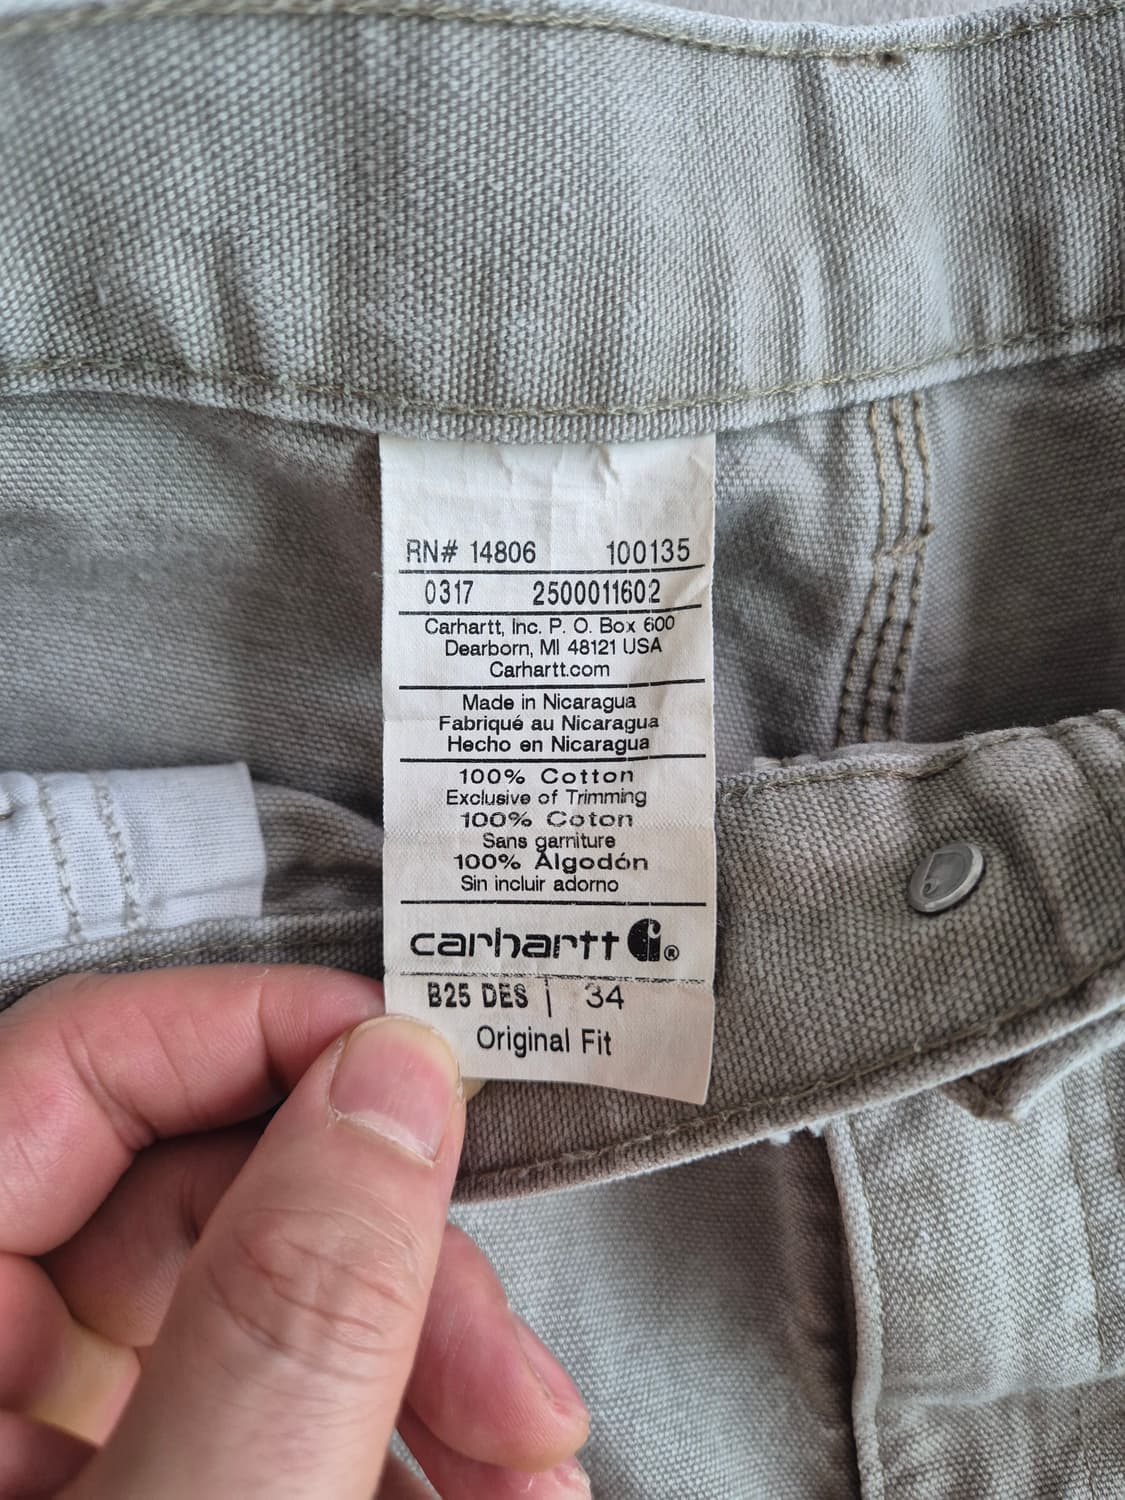 RN# 14806 100135
0317 2500011602
Carhartt, Inc. P. O. Box 600
Dearborn, MI 48121 USA
Carhartt.com
Made in Nicaragua
Fabriqué au Nicaragua
Hecho en Nicaragua
100% Cotton
Exclusive of Trimming
100% Coton
Sans garniture
100% Algodón
Sin incluir adorno
carhartt ®
B25 DES | 34
Original Fit